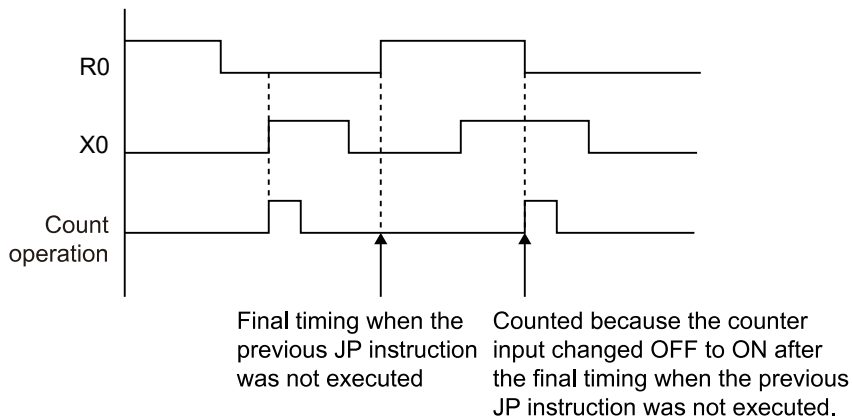 R0
X0
Count
operation
Final timing when the
previous JP instruction
was not executed
Counted because the counter
input changed OFF to ON after
the final timing when the previous
JP instruction was not executed.